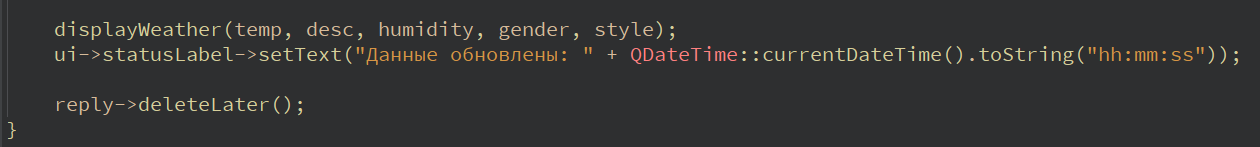 displayWeather(temp, desc, humidity, gender, style);
ui->statusLabel->setText("Данные обновлены: " + QDateTime::currentDateTime().toString("hh:mm:ss"));
reply->deleteLater();
}